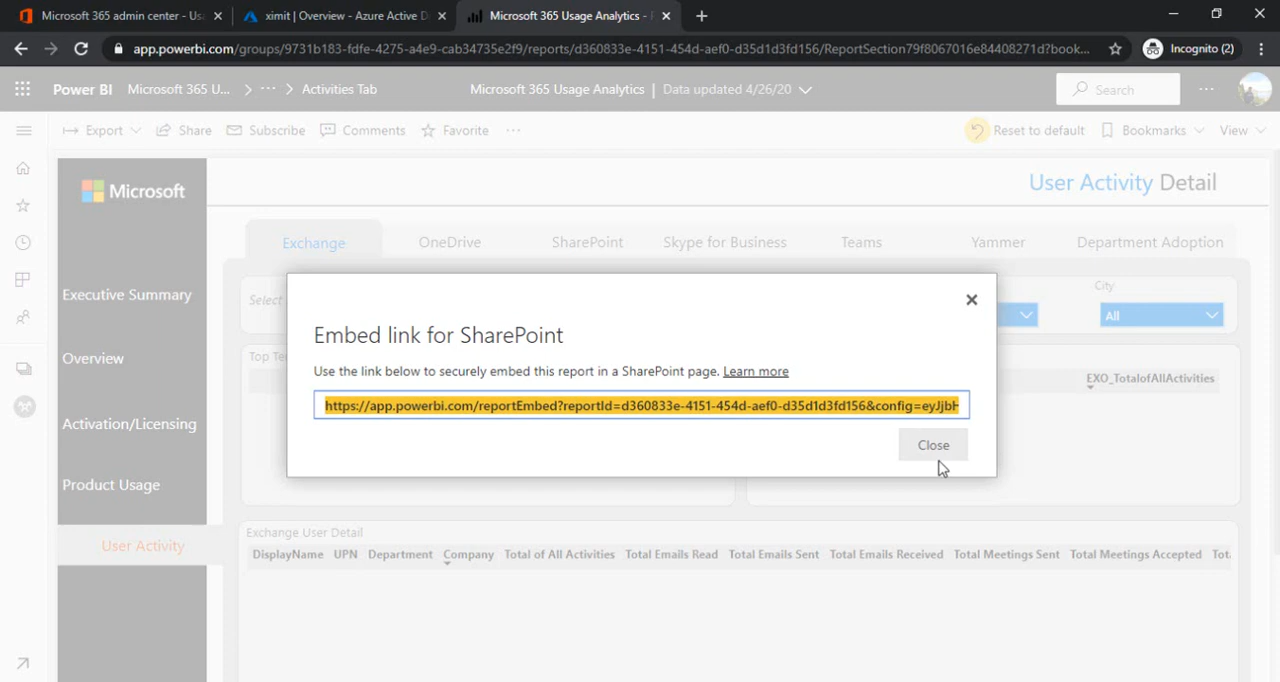 Microsoft 365 admin center - Usa
ximit | Overview - Azure Active D
Microsoft 365 Usage Analytics -
app.powerbi.com/groups/9731b183-fdfe-4275-a4e9-cab34735e2f9/reports/d360833e-4151-454d-aef0-d35d1d3fd156/ReportSection79f8067016e84408271d?book...
Incognito (2)
Power BI Microsoft 365 U... > ... > Activities Tab
Microsoft 365 Usage Analytics | Data updated 4/26/20
Search
Export Share Subscribe Comments Favorite ...
Reset to default Bookmarks View
Microsoft
User Activity Detail
Exchange OneDrive SharePoint Skype for Business Teams Yammer Department Adoption
Executive Summary
Overview
Activation/Licensing
Product Usage
User Activity
Select
City
All
Top Te
EXO_TotalofAllActivities
Embed link for SharePoint
Use the link below to securely embed this report in a SharePoint page. Learn more
https://app.powerbi.com/reportEmbed?reportId=d360833e-4151-454d-aef0-d35d1d3fd156&config=eyJjbH
Close
Exchange User Detail
DisplayName UPN Department Company Total of All Activities Total Emails Read Total Emails Sent Total Emails Received Total Meetings Sent Total Meetings Accepted Tot